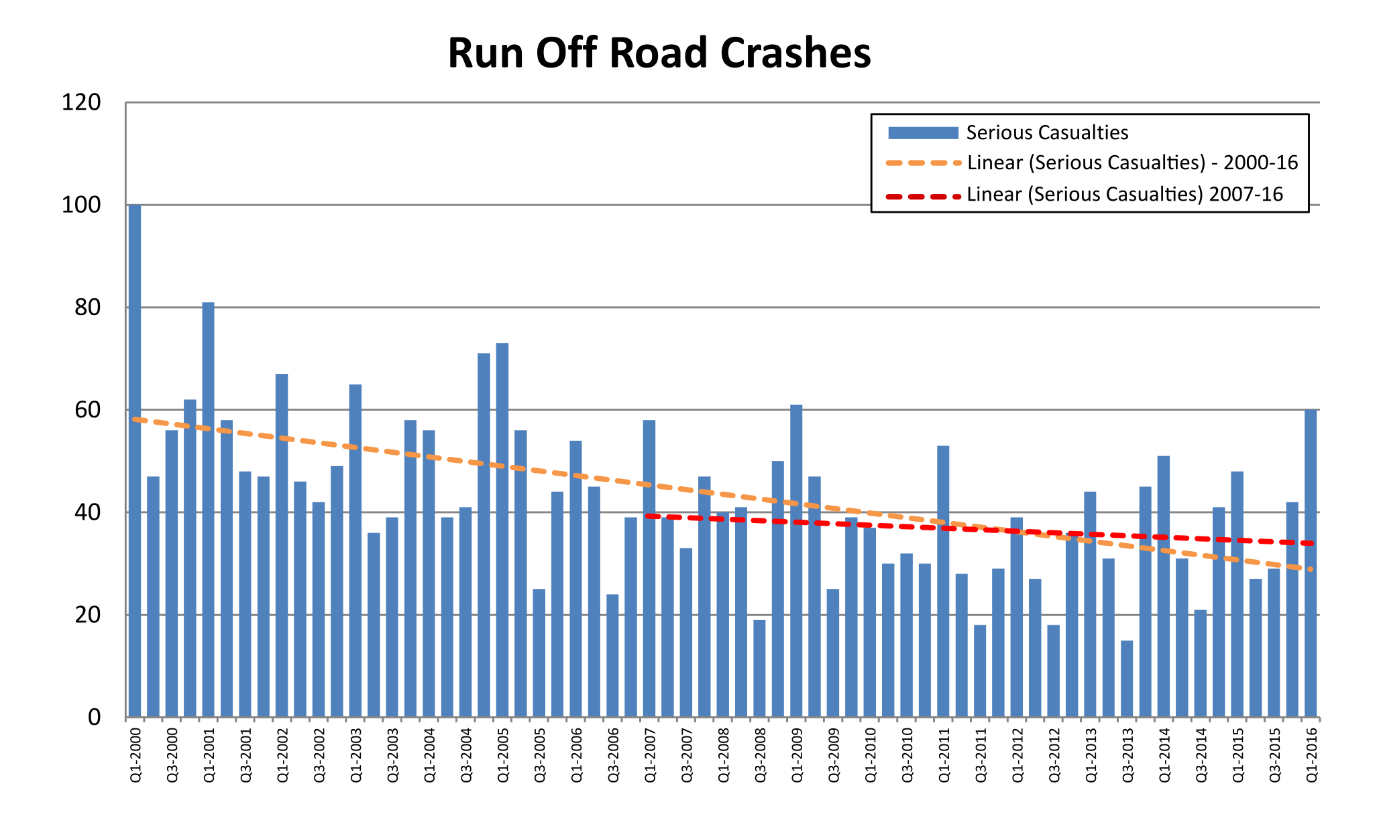 Run Off Road Crashes
120
100
80
60
40
20
0
Serious Casualties
Linear (Serious Casualties) - 2000-16
Linear (Serious Casualties) 2007-16
Q1-2000
Q3-2000
Q1-2001
Q3-2001
Q1-2002
Q3-2002
Q1-2003
Q3-2003
Q1-2004
Q3-2004
Q1-2005
Q3-2005
Q1-2006
Q3-2006
Q1-2007
Q3-2007
Q1-2008
Q3-2008
Q1-2009
Q3-2009
Q1-2010
Q3-2010
Q1-2011
Q3-2011
Q1-2012
Q3-2012
Q1-2013
Q3-2013
Q1-2014
Q3-2014
Q1-2015
Q3-2015
Q1-2016